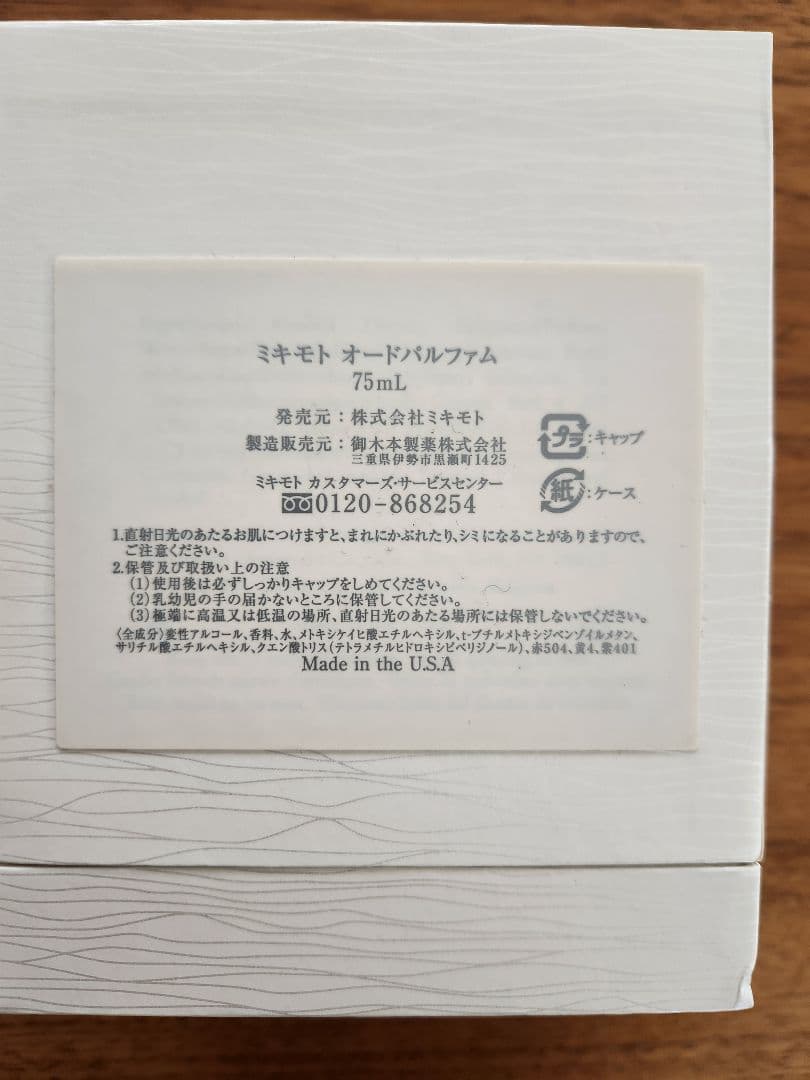 ミキモト オードパルファム
75mL
発売元：株式会社ミキモト
製造販売元：御木本製薬株式会社
三重県伊勢市黒瀬町1425
ミキモト カスタマーズ・サービスセンター
0120-868254
プラ：キャップ
紙：ケース
1.直射日光のあたるお肌につけますと、まれにかぶれたり、シミになることがありますので、
ご注意ください。
2.保管及び取扱い上の注意
(1)使用後は必ずしっかりキャップをしめてください。
(2)乳幼児の手の届かないところに保管してください。
(3)極端に高温又は低温の場所、直射日光のあたる場所には保管しないでください。
〈全成分〉変性アルコール、香料、水、メトキシケイヒ酸エチルヘキシル、t-ブチルメトキシジベンゾイルメタン、
サリチル酸エチルヘキシル、クエン酸トリス(テトラメチルヒドロキシピペリジノール)、赤504、黄4、紫401
Made in the U.S.A